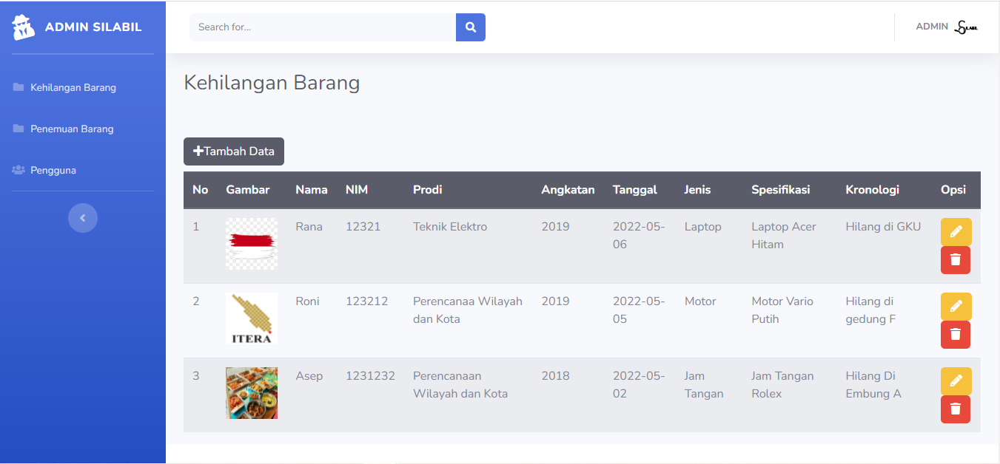 ADMIN SILABIL
Search for...
ADMIN
SILABIL
Kehilangan Barang
Penemuan Barang
Pengguna
Kehilangan Barang
Tambah Data
No Gambar Nama NIM Prodi Angkatan Tanggal Jenis Spesifikasi Kronologi Opsi
1 Rana 12321 Teknik Elektro 2019 2022-05- Laptop Laptop Acer Hilang di GKU
06 Hitam
2 Roni 123212 Perencanaa Wilayah 2019 2022-05- Motor Motor Vario Hilang di
dan Kota 05 Putih gedung F
ITERA
3 Asep 1231232 Perencanaan 2018 2022-05- Jam Jam Tangan Hilang Di
Wilayah dan Kota 02 Tangan Rolex Embung A